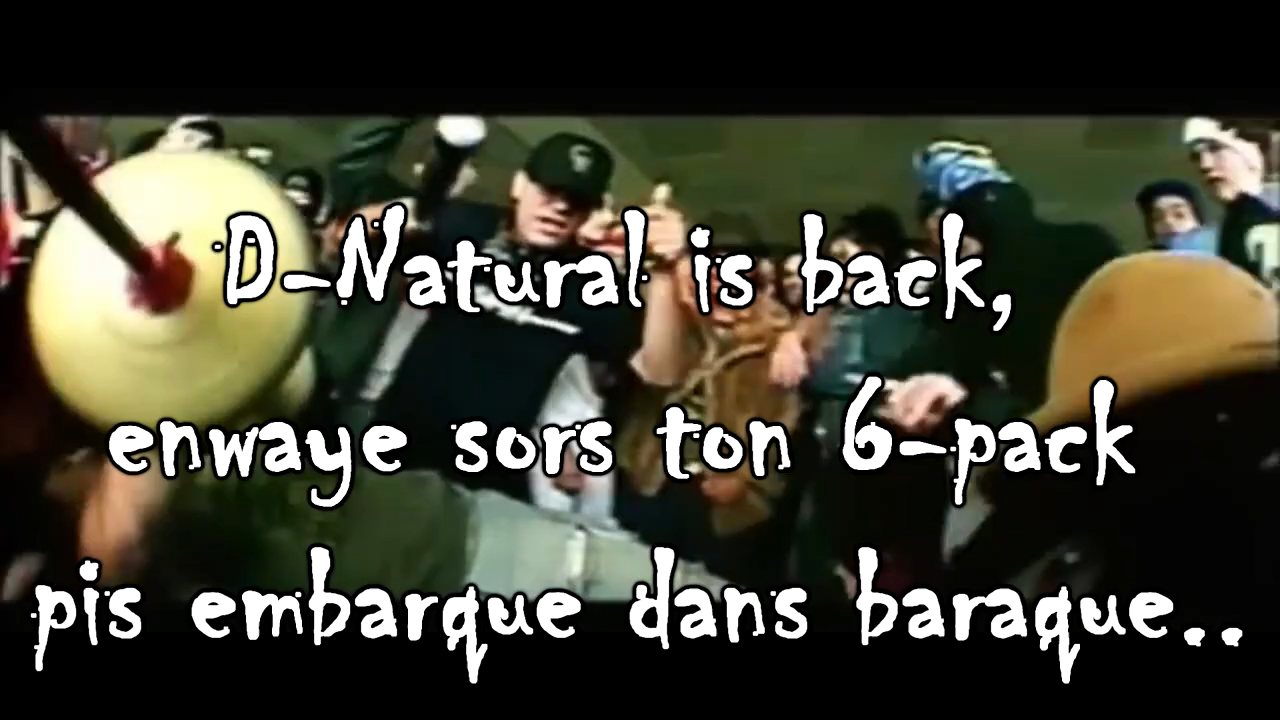 D-Natural is back,
enwaye sors ton 6-pack
pis embarque dans baraque..